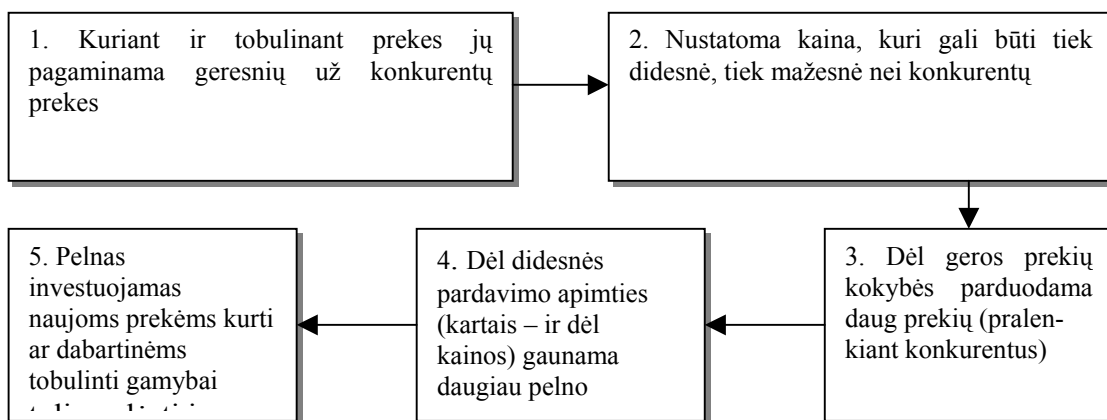 1. Kuriant ir tobulinant prekes jų
pagaminama geresnių už konkurentų
prekes
2. Nustatoma kaina, kuri gali būti tiek
didesnė, tiek mažesnė nei konkurentų
3. Dėl geros prekių
kokybės parduodama
daug prekių (pralen-
kiant konkurentus)
4. Dėl didesnės
pardavimo apimties
(kartais – ir dėl
kainos) gaunama
daugiau pelno
5. Pelnas
investuojamas
naujoms prekėms kurti
ar dabartinėms
tobulinti gamybai